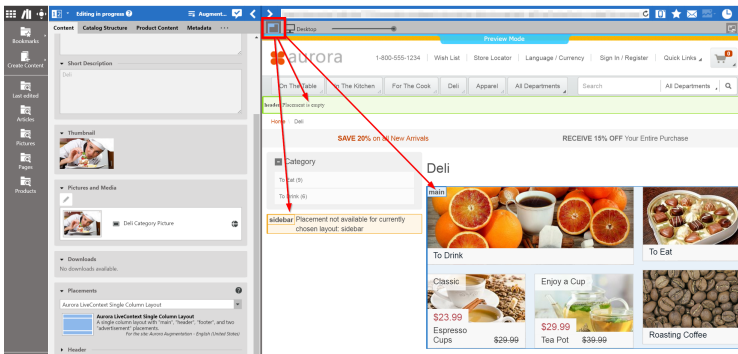 Editing in progress
Augment...
Desktop
Bookmarks
Create Content
Last edited
Articles
Pictures
Pages
Products
Content Catalog Structure Product Content Metadata ...
Short Description
Deli
Thumbnail
Pictures and Media
Deli Category Picture
Downloads
No downloads available.
Placements
Aurora LiveContext Single Column Layout
Aurora LiveContext Single Column Layout
A single column layout with "main", "header", "footer", and two
"advertisement" placements.
For the site: Aurora Augmentation - English (United States)
Header
Preview Mode
aurora
1-800-555-1234 Wish List Store Locator Language / Currency Sign In / Register Quick Links
0
On The Table In The Kitchen For The Cook Deli Apparel All Departments Search All Departments
header Placement is empty
Home Deli
SAVE 20% on all New Arrivals RECEIVE 15% OFF Your Entire Purchase
Category
To Eat (9)
To Drink (6)
sidebar Placement not available for currently
chosen layout: sidebar
Deli
main
To Drink
To Eat
Classic
$23.99
Espresso
Cups $29.99
Enjoy a Cup
$29.99
Tea Pot $39.99
Roasting Coffee